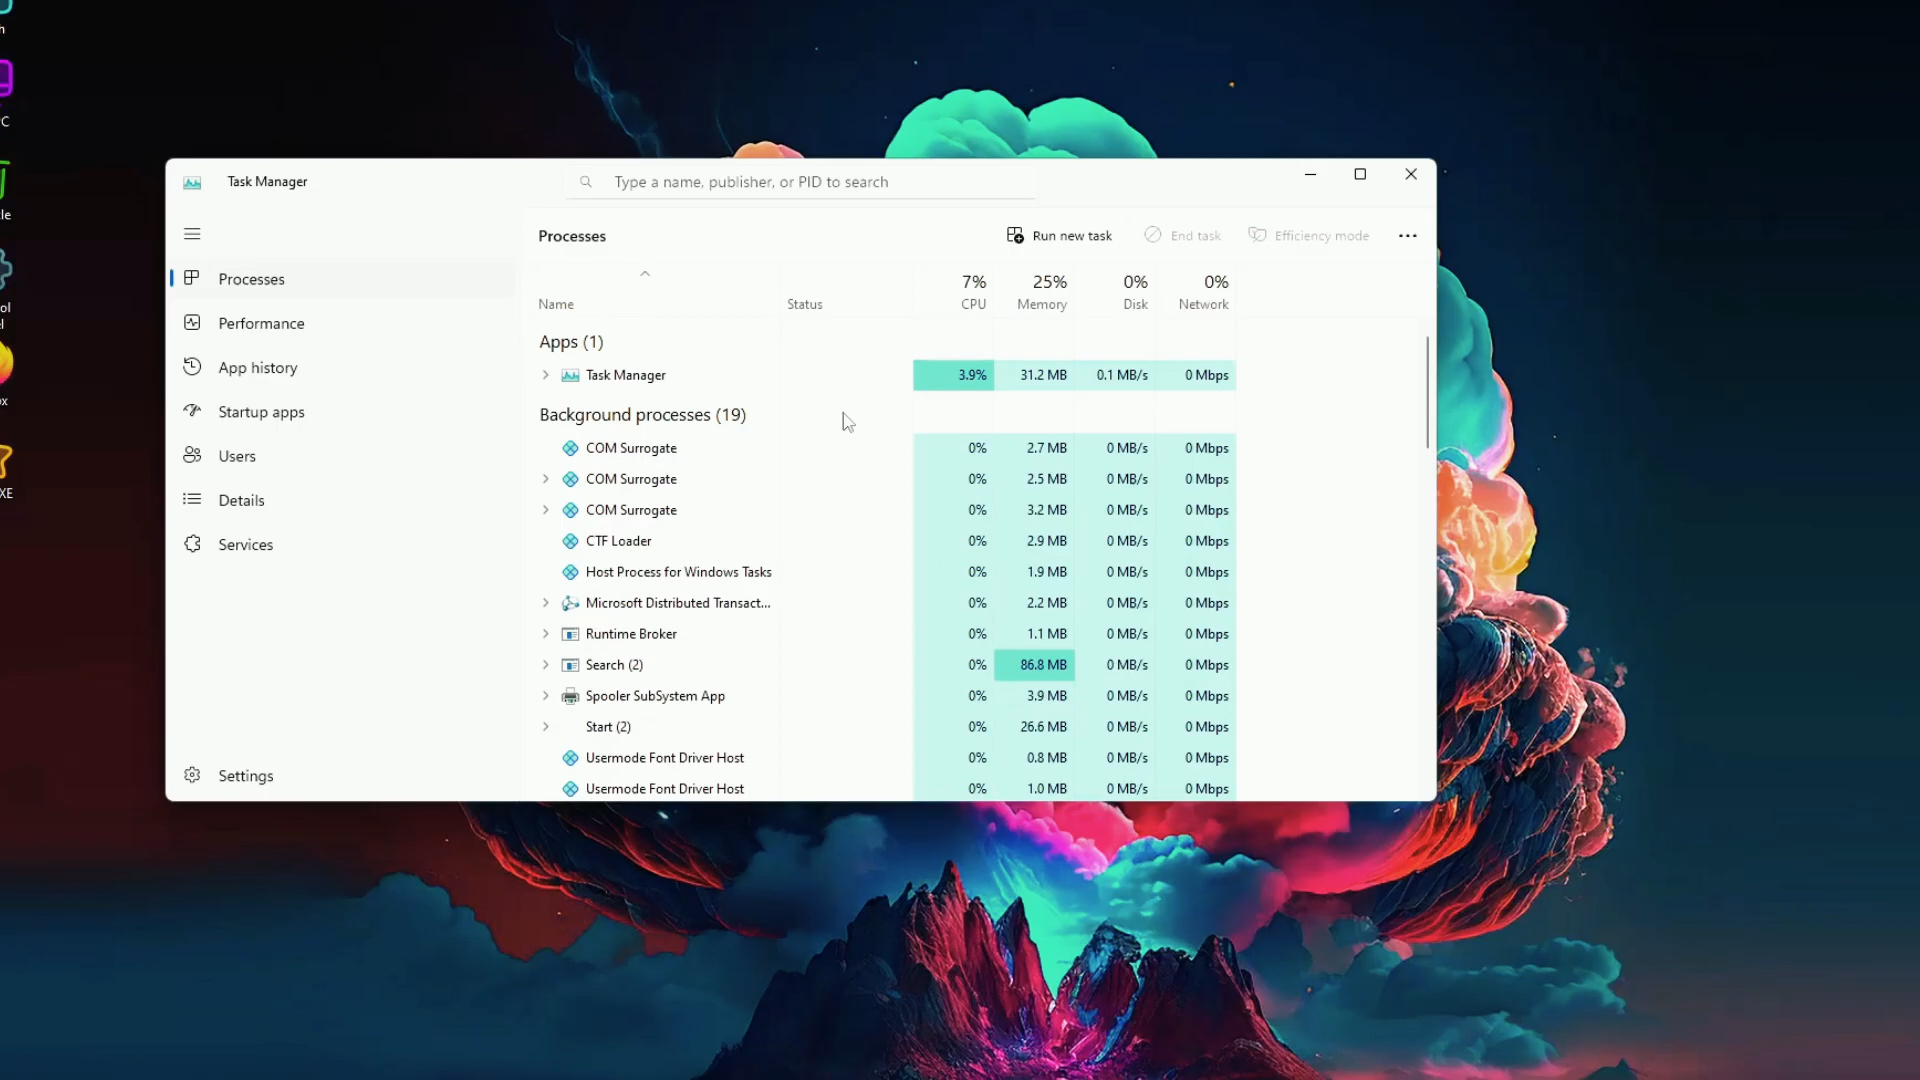 h
C
le
ol
el
ox
XE
Task Manager
Type a name, publisher, or PID to search
Processes
Run new task
End task
Efficiency mode
Processes
Performance
App history
Startup apps
Users
Details
Services
Settings
7% 25% 0% 0%
Name Status CPU Memory Disk Network
Apps (1)
Task Manager 3.9% 31.2 MB 0.1 MB/s 0 Mbps
Background processes (19)
COM Surrogate 0% 2.7 MB 0 MB/s 0 Mbps
COM Surrogate 0% 2.5 MB 0 MB/s 0 Mbps
COM Surrogate 0% 3.2 MB 0 MB/s 0 Mbps
CTF Loader 0% 2.9 MB 0 MB/s 0 Mbps
Host Process for Windows Tasks 0% 1.9 MB 0 MB/s 0 Mbps
Microsoft Distributed Transact... 0% 2.2 MB 0 MB/s 0 Mbps
Runtime Broker 0% 1.1 MB 0 MB/s 0 Mbps
Search (2) 0% 86.8 MB 0 MB/s 0 Mbps
Spooler SubSystem App 0% 3.9 MB 0 MB/s 0 Mbps
Start (2) 0% 26.6 MB 0 MB/s 0 Mbps
Usermode Font Driver Host 0% 0.8 MB 0 MB/s 0 Mbps
Usermode Font Driver Host 0% 1.0 MB 0 MB/s 0 Mbps